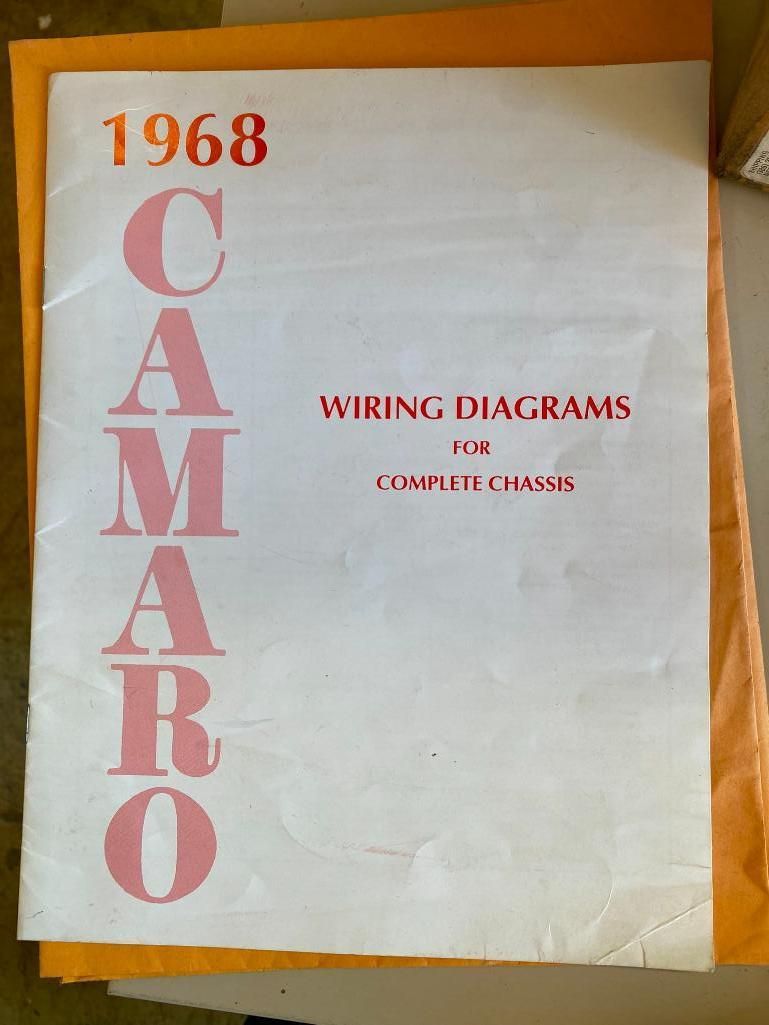 1968
CAMARO
WIRING DIAGRAMS
FOR
COMPLETE CHASSIS